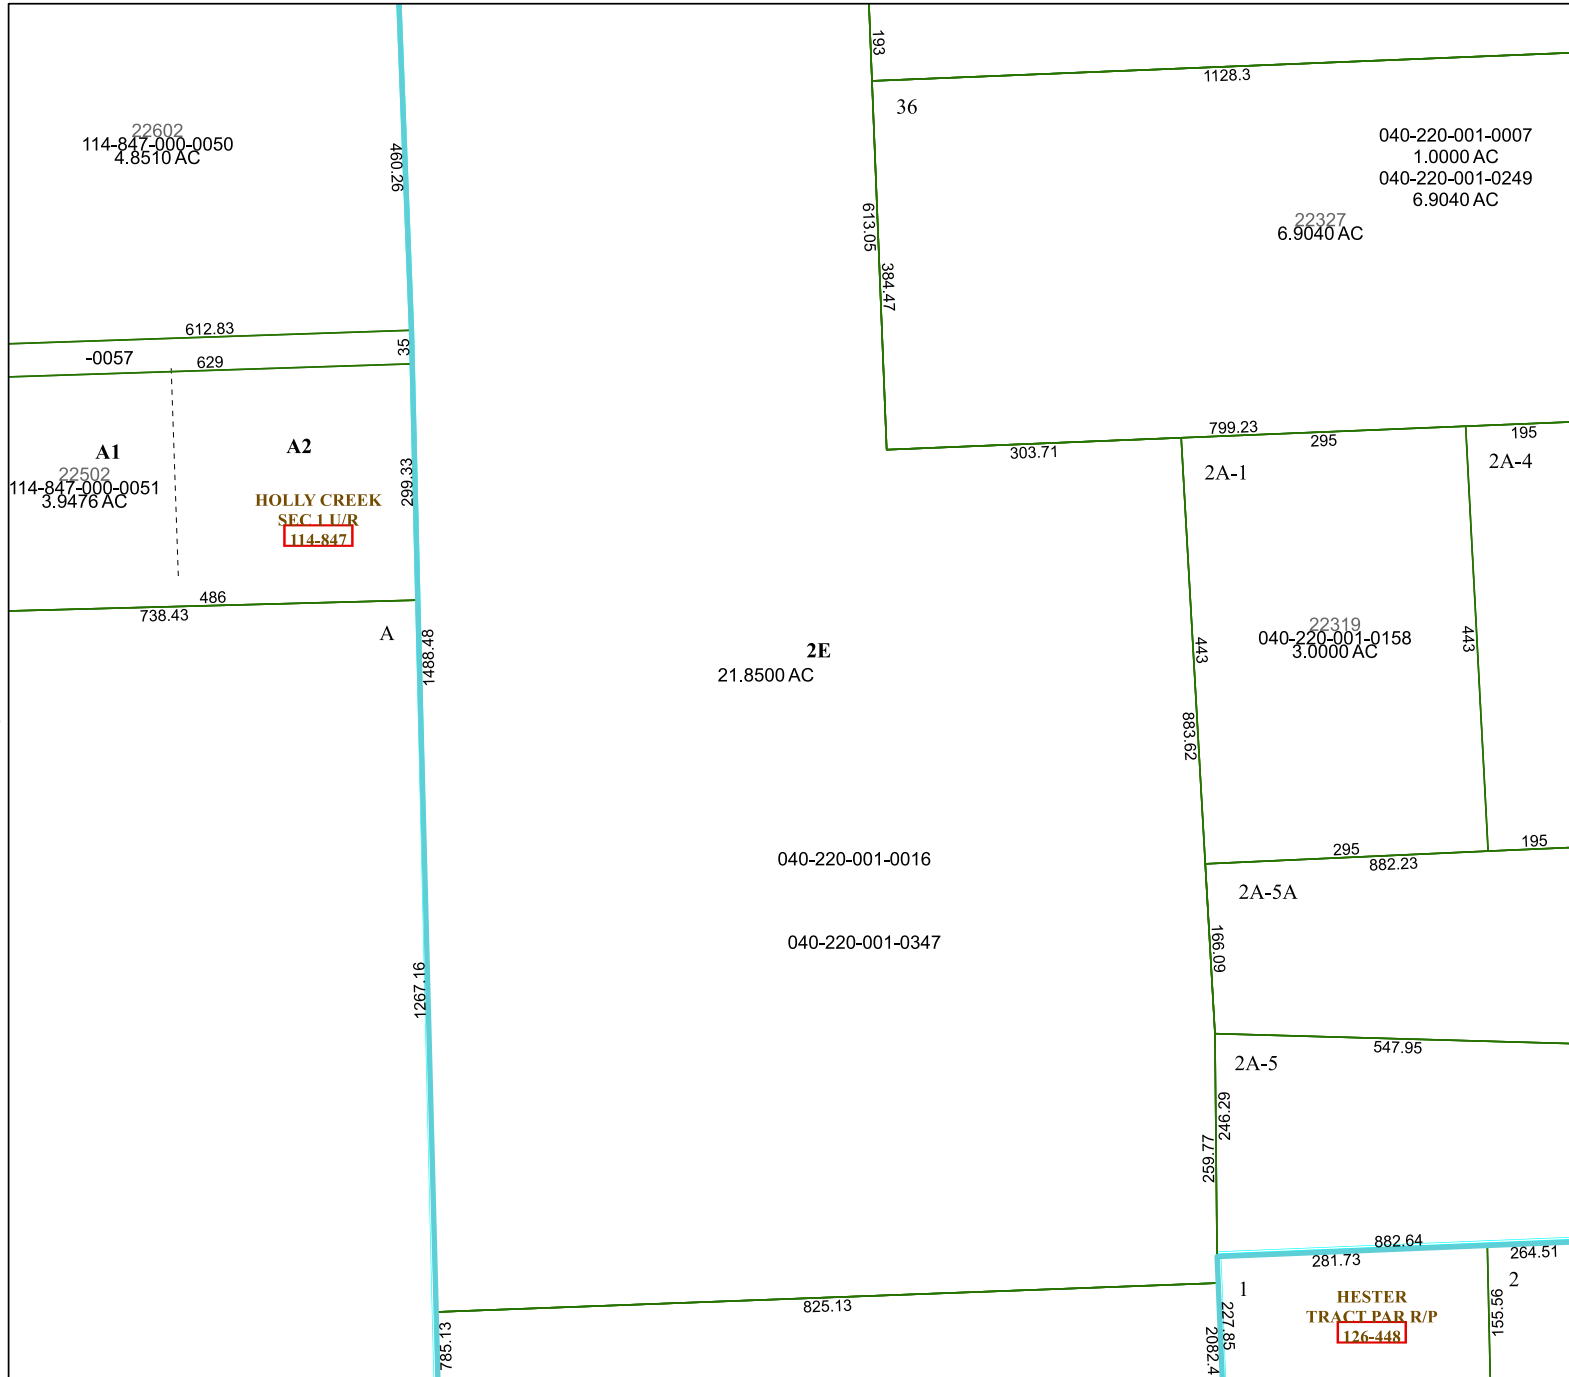 193
1128.3
36
22602
114-847-000-0050
4.8510 AC
460.26
040-220-001-0007
1.0000 AC
040-220-001-0249
6.9040 AC
22327
6.9040 AC
613.05
384.47
612.83
35
-0057
629
799.23
303.71
295
195
A1
A2
22502
114-847-000-0051
3.9476 AC
299.33
HOLLY CREEK
SEC 1 U/R
114-847
2A-1
2A-4
486
738.43
A
1488.48
2E
21.8500 AC
443
22319
040-220-001-0158
3.0000 AC
443
883.62
040-220-001-0016
295
882.23
195
2A-5A
040-220-001-0347
166.09
1267.16
547.95
2A-5
246.29
259.77
882.64
281.73
264.51
825.13
1
2
HESTER
TRACT PAR R/P
126-448
227.85
2082.4
155.56
785.13